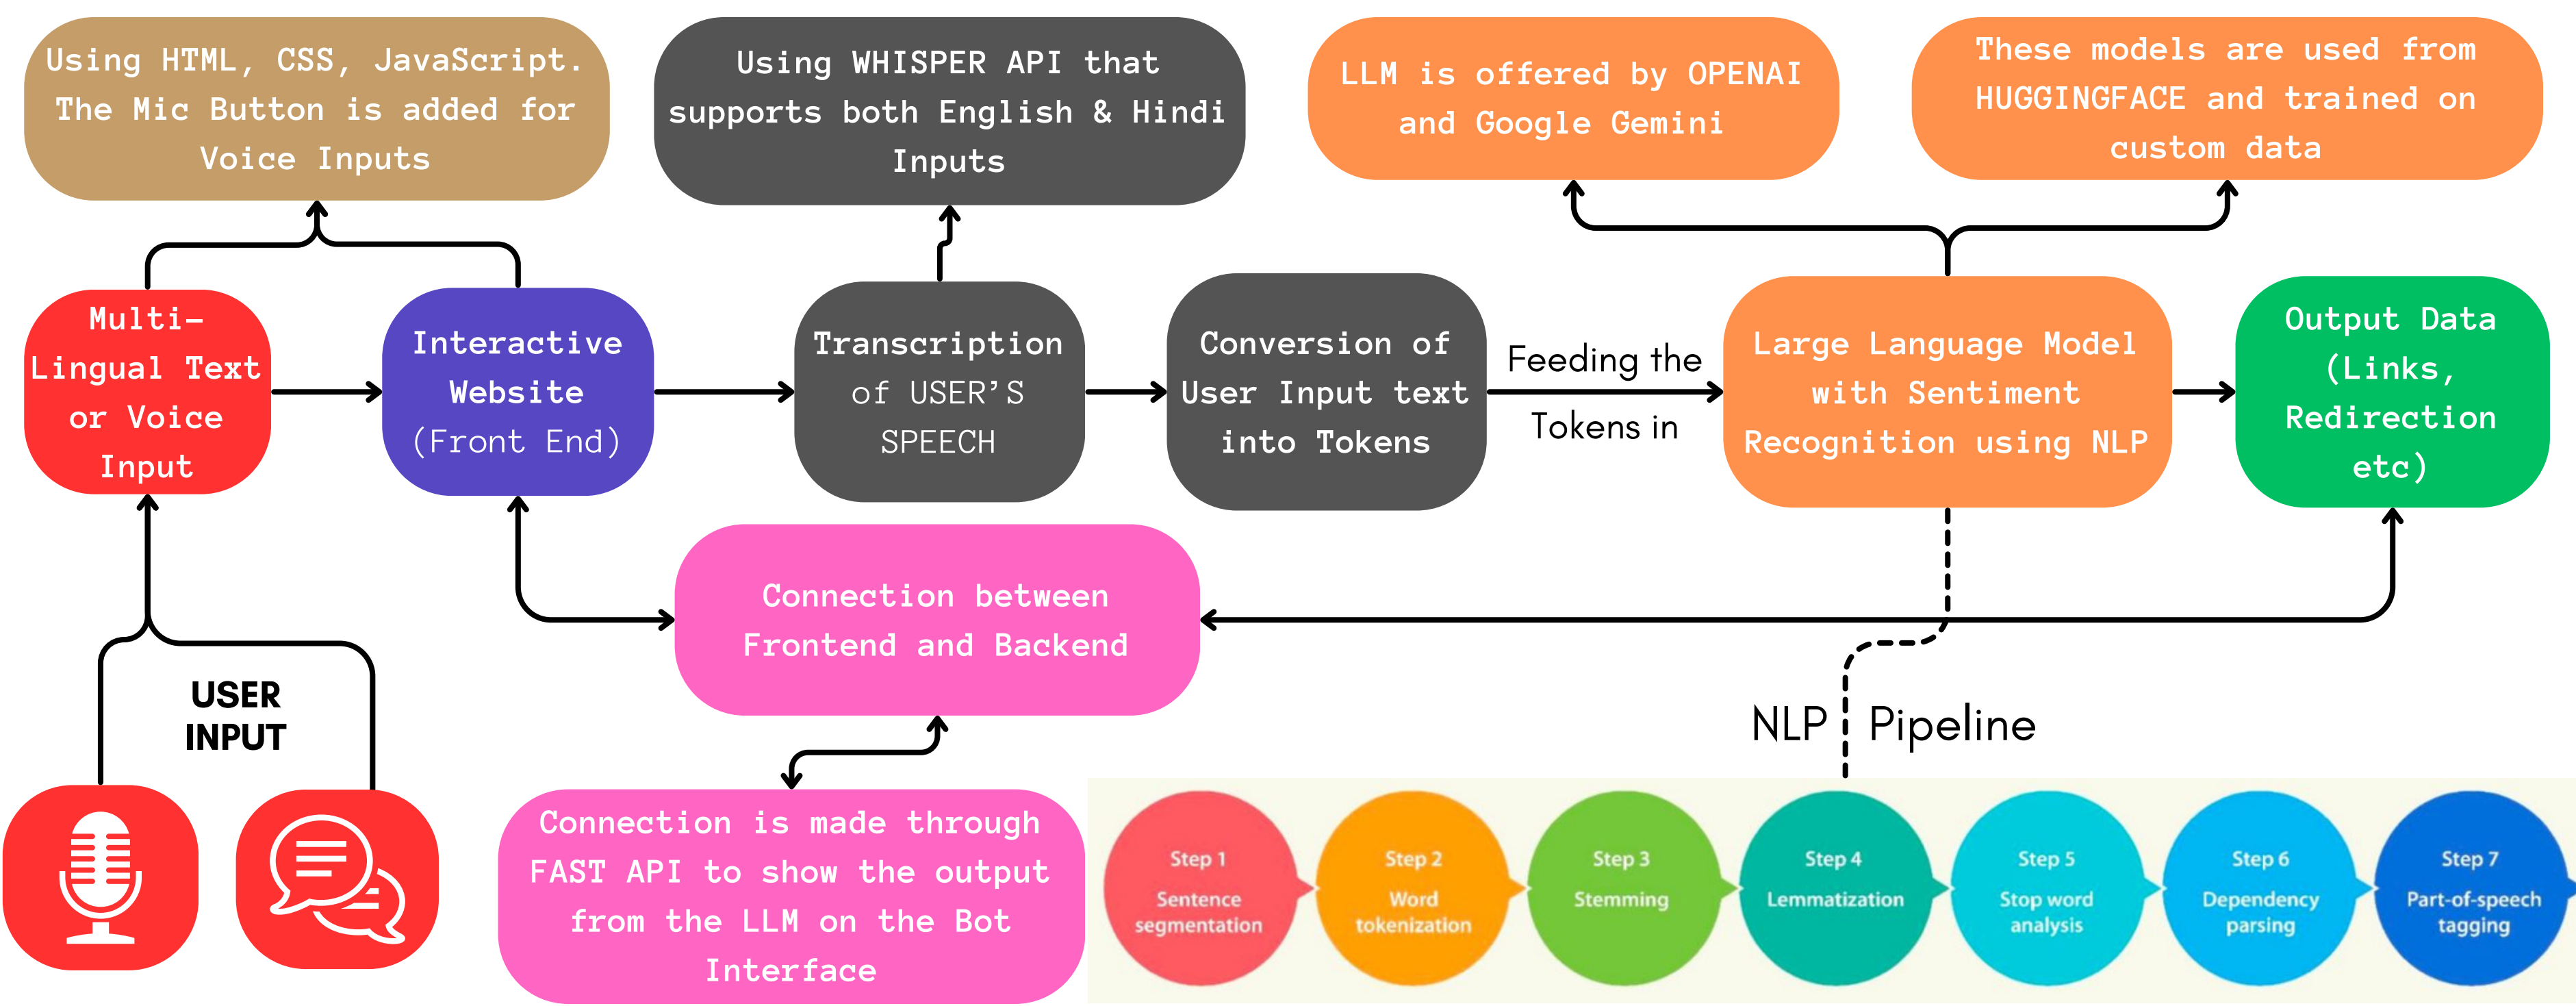 Using HTML, CSS, JavaScript.
The Mic Button is added for
Voice Inputs
Using WHISPER API that
supports both English & Hindi
Inputs
LLM is offered by OPENAI
and Google Gemini
These models are used from
HUGGINGFACE and trained on
custom data
Multi-
Lingual Text
or Voice
Input
Interactive
Website
(Front End)
Transcription
of USER'S
SPEECH
Conversion of
User Input text
into Tokens
Feeding the
Tokens in
Large Language Model
with Sentiment
Recognition using NLP
Output Data
(Links,
Redirection
etc)
Connection between
Frontend and Backend
USER
INPUT
NLP Pipeline
Connection is made through
FAST API to show the output
from the LLM on the Bot
Interface
Step 1
Sentence
segmentation
Step 2
Word
tokenization
Step 3
Stemming
Step 4
Lemmatization
Step 5
Stop word
analysis
Step 6
Dependency
parsing
Step 7
Part-of-speech
tagging